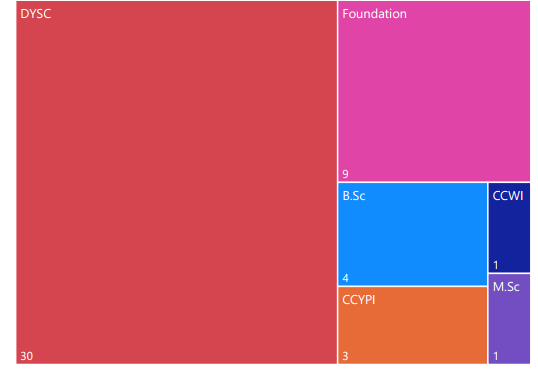 DYSC
30
Foundation
9
B.Sc
4
CCYPI
3
CCWI
1
M.Sc
1